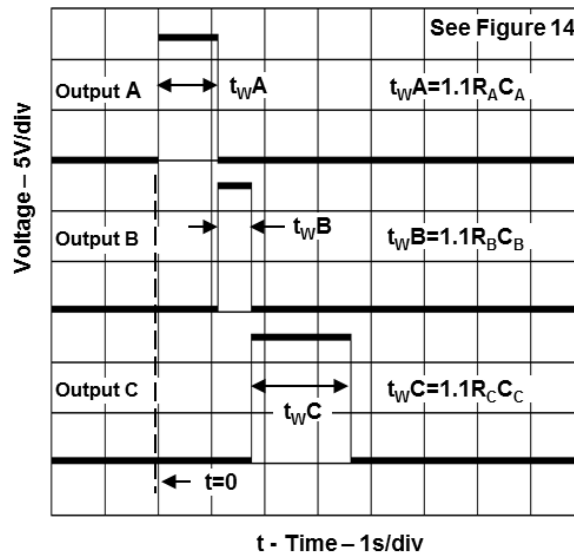 See Figure 14
Voltage – 5V/div
Output A
twA
twA=1.1RACA
Output B
twB
twB=1.1RBCB
Output C
twC
twC=1.1RCCC
t=0
t - Time – 1s/div